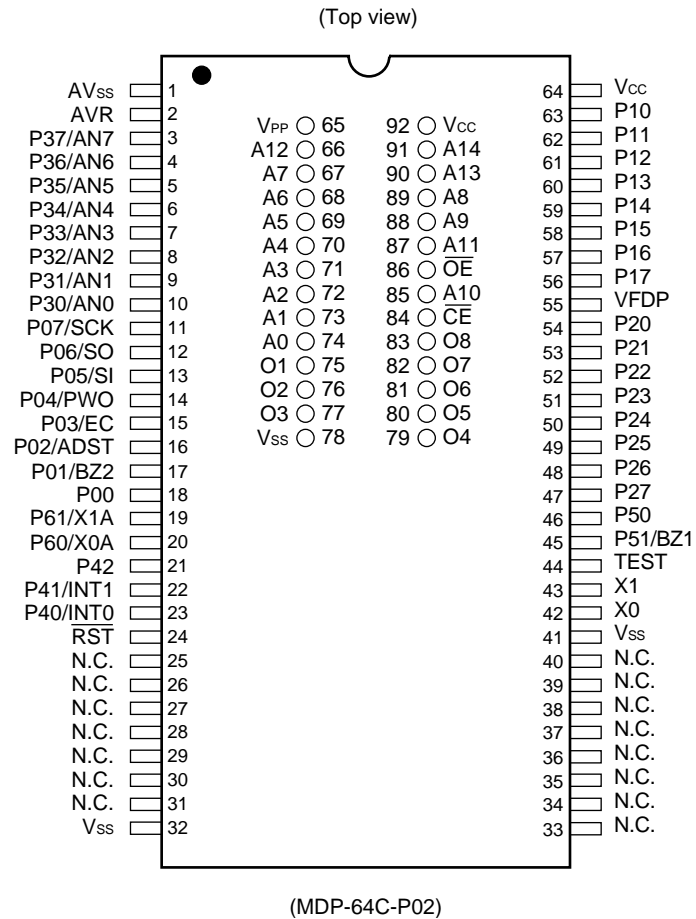 (Top view)
AVss 1
AVR 2
P37/AN7 3
P36/AN6 4
P35/AN5 5
P34/AN4 6
P33/AN3 7
P32/AN2 8
P31/AN1 9
P30/AN0 10
P07/SCK 11
P06/SO 12
P05/SI 13
P04/PWO 14
P03/EC 15
P02/ADST 16
P01/BZ2 17
P00 18
P61/X1A 19
P60/X0A 20
P42 21
P41/INT1 22
P40/INT0 23
R̅S̅T̅ 24
N.C. 25
N.C. 26
N.C. 27
N.C. 28
N.C. 29
N.C. 30
N.C. 31
Vss 32
VPP 65
A12 66
A7 67
A6 68
A5 69
A4 70
A3 71
A2 72
A1 73
A0 74
O1 75
O2 76
O3 77
Vss 78
92 Vcc
91 A14
90 A13
89 A8
88 A9
87 A11
86 O̅E̅
85 A10
84 C̅E̅
83 O8
82 O7
81 O6
80 O5
79 O4
64 Vcc
63 P10
62 P11
61 P12
60 P13
59 P14
58 P15
57 P16
56 P17
55 VFDP
54 P20
53 P21
52 P22
51 P23
50 P24
49 P25
48 P26
47 P27
46 P50
45 P51/BZ1
44 TEST
43 X1
42 X0
41 Vss
40 N.C.
39 N.C.
38 N.C.
37 N.C.
36 N.C.
35 N.C.
34 N.C.
33 N.C.
(MDP-64C-P02)